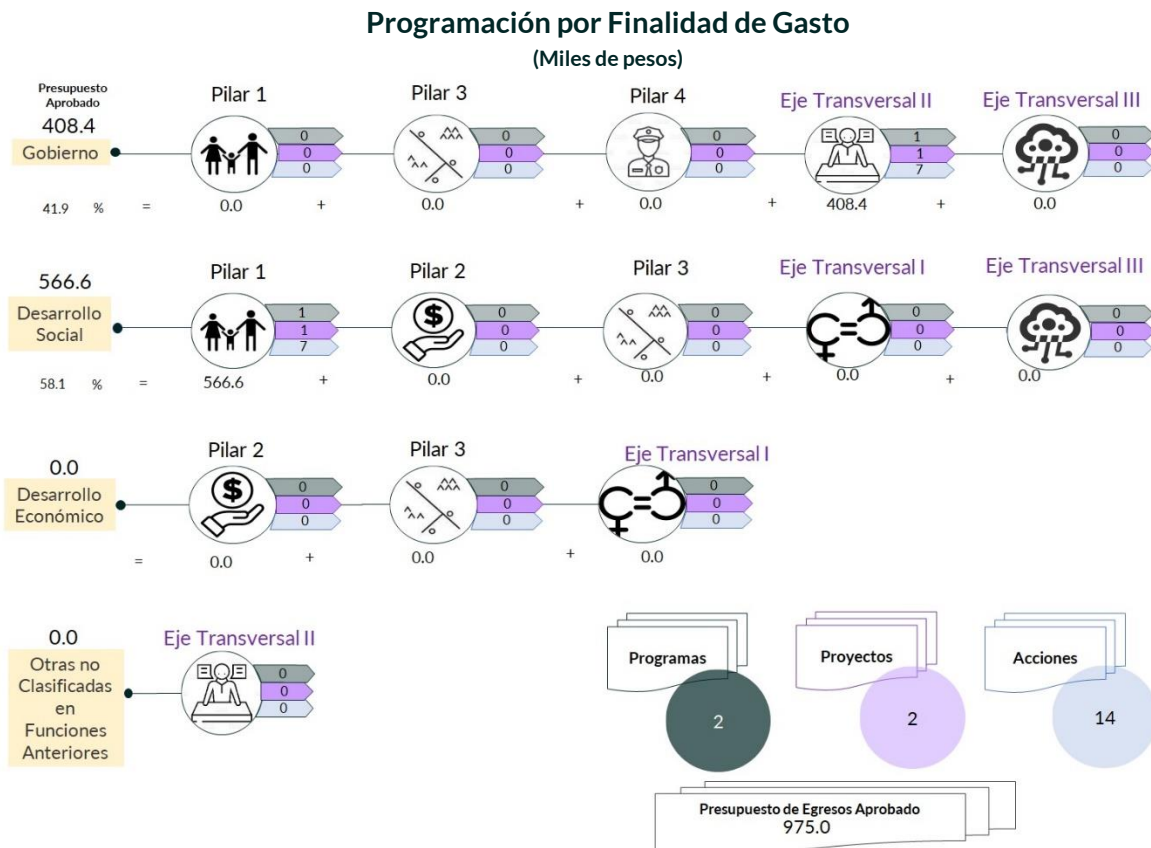 Programación por Finalidad de Gasto
(Miles de pesos)
Presupuesto
Aprobado
408.4
Gobierno
41.9 % =
Pilar 1
0
0
0
0.0
+
Pilar 3
0
0
0
0.0
+
Pilar 4
0
0
0
0.0
+
Eje Transversal II
1
1
7
408.4
+
Eje Transversal III
0
0
0
0.0
566.6
Desarrollo
Social
58.1 % =
Pilar 1
1
1
7
566.6
+
Pilar 2
$
0
0
0
0.0
+
Pilar 3
0
0
0
0.0
+
Eje Transversal I
0
0
0
0.0
+
Eje Transversal III
0
0
0
0.0
0.0
Desarrollo
Económico
=
Pilar 2
$
0
0
0
0.0
+
Pilar 3
0
0
0
0.0
+
Eje Transversal I
0
0
0
0.0
0.0
Otras no
Clasificadas
en
Funciones
Anteriores
Eje Transversal II
0
0
0
Programas
2
Proyectos
2
Acciones
14
Presupuesto de Egresos Aprobado
975.0